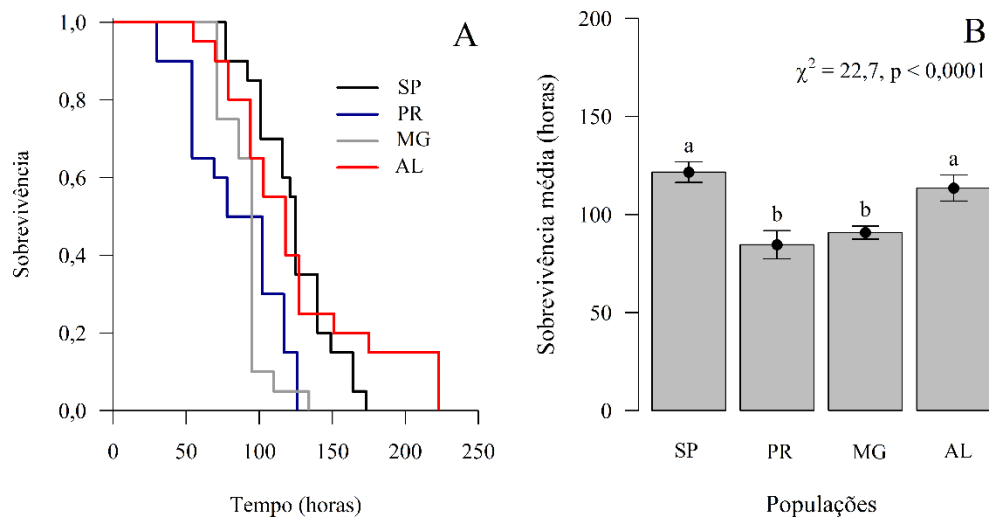 A
1,0
0,8
0,6
0,4
0,2
0,0
Sobrevivência
SP
PR
MG
AL
0 50 100 150 200 250
Tempo (horas)
B
χ² = 22,7, p < 0,0001
200
150
100
50
0
Sobrevivência média (horas)
a b b a
SP PR MG AL
Populações